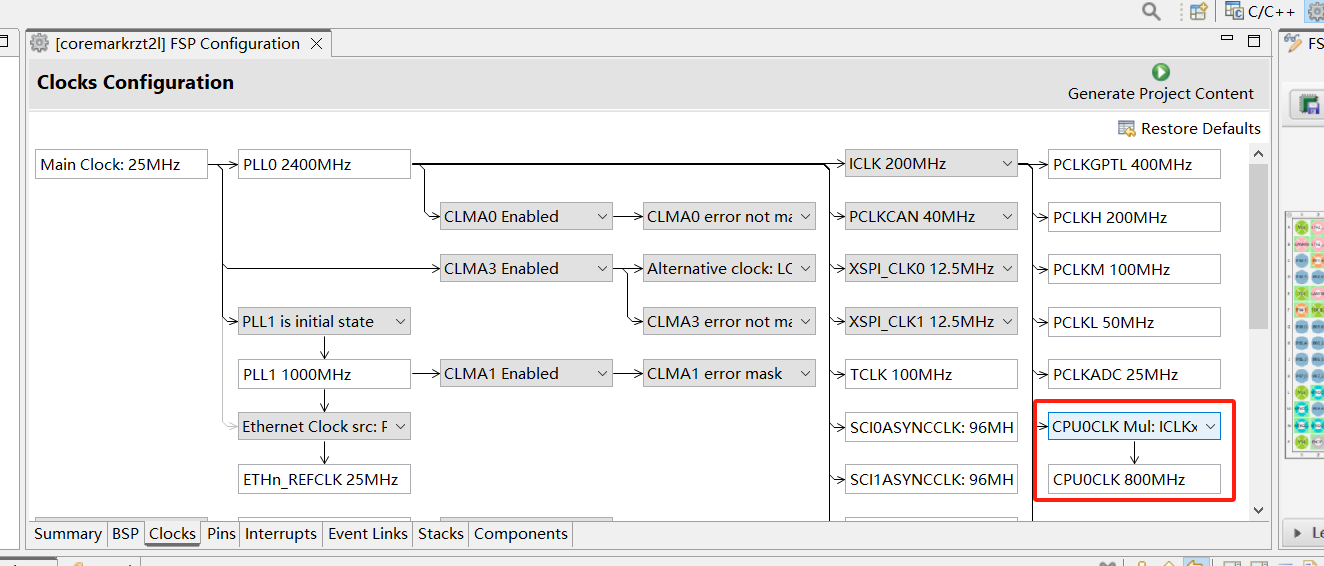 C/C++
[coremarkrzt2l] FSP Configuration
FS
Clocks Configuration
Generate Project Content
Restore Defaults
Main Clock: 25MHz
PLL0 2400MHz
ICLK 200MHz
PCLKGPTL 400MHz
CLMA0 Enabled
CLMA0 error not ma
PCLKCAN 40MHz
PCLKH 200MHz
CLMA3 Enabled
Alternative clock: LO
XSPI_CLK0 12.5MHz
PCLKM 100MHz
PLL1 is initial state
CLMA3 error not ma
XSPI_CLK1 12.5MHz
PCLKL 50MHz
PLL1 1000MHz
CLMA1 Enabled
CLMA1 error mask
TCLK 100MHz
PCLKADC 25MHz
Ethernet Clock src: P
SCI0ASYNCCLK: 96MH
CPU0CLK Mul: ICLKx
ETHn_REFCLK 25MHz
SCI1ASYNCCLK: 96MH
CPU0CLK 800MHz
Summary
BSP
Clocks
Pins
Interrupts
Event Links
Stacks
Components
Le